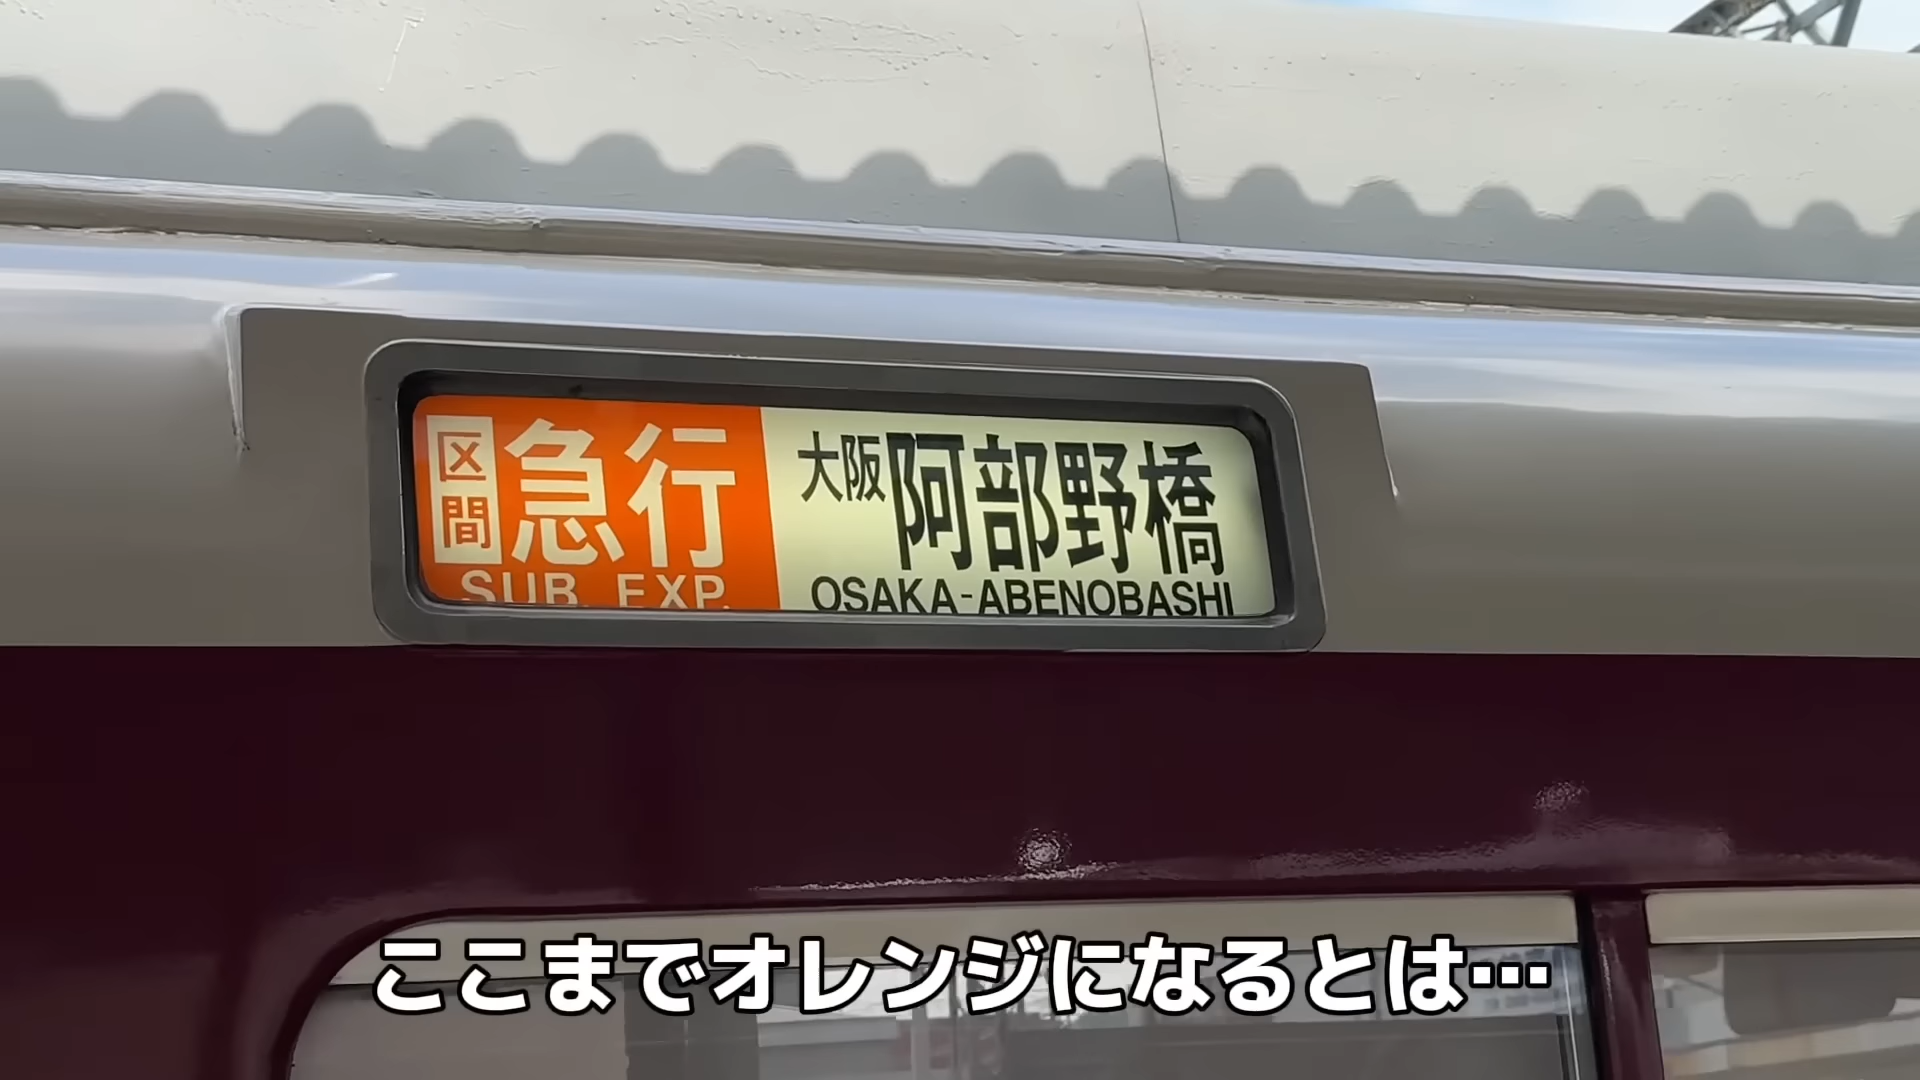 区間急行 大阪阿部野橋
SUB. EXP. OSAKA-ABENOBASHI
ここまでオレンジになるとは…